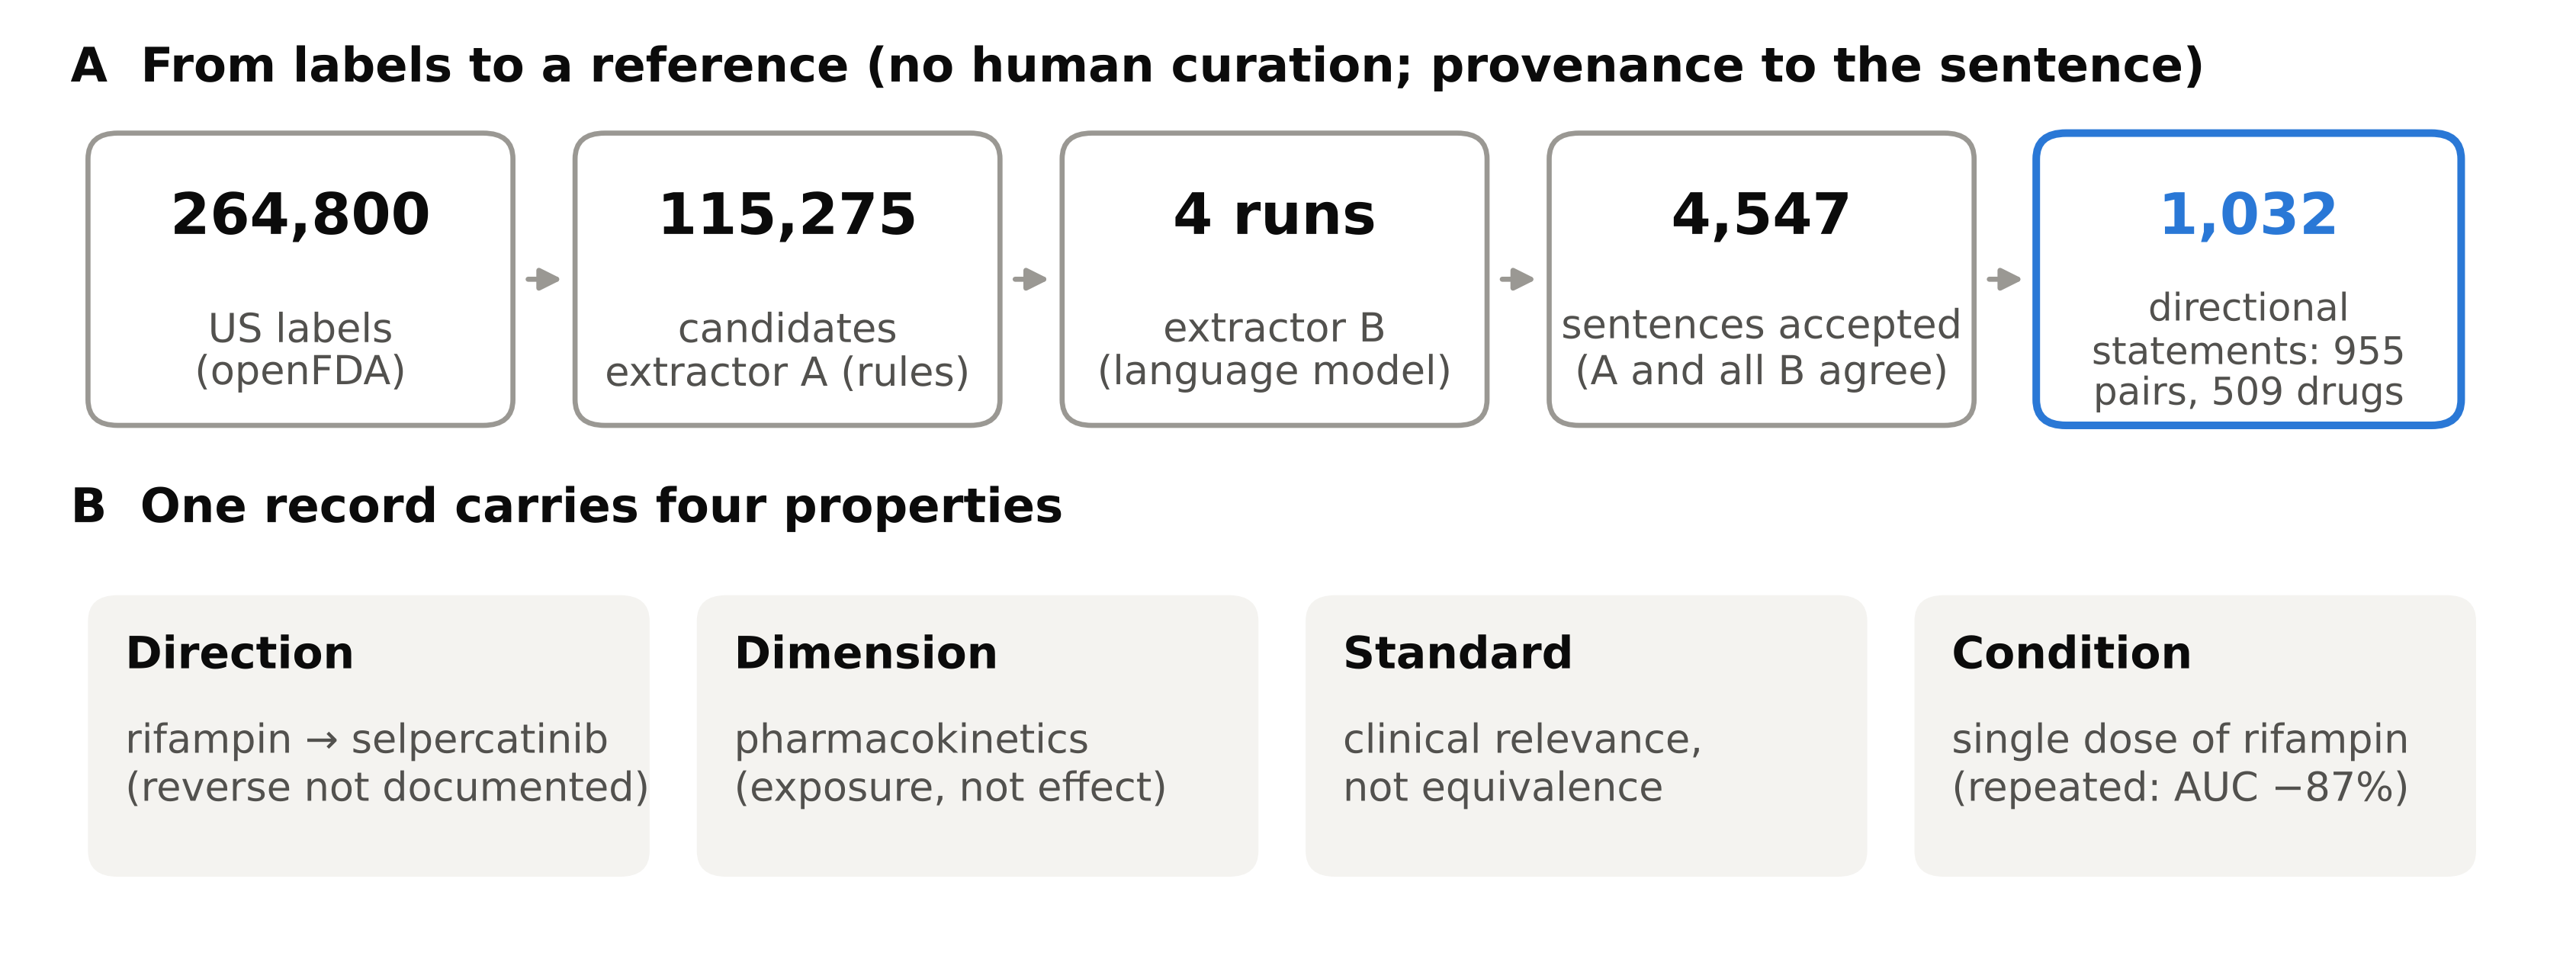 A From labels to a reference (no human curation; provenance to the sentence)
264,800
US labels
(openFDA)
115,275
candidates
extractor A (rules)
4 runs
extractor B
(language model)
4,547
sentences accepted
(A and all B agree)
1,032
directional
statements: 955
pairs, 509 drugs
B One record carries four properties
Direction
rifampin → selpercatinib
(reverse not documented)
Dimension
pharmacokinetics
(exposure, not effect)
Standard
clinical relevance,
not equivalence
Condition
single dose of rifampin
(repeated: AUC −87%)